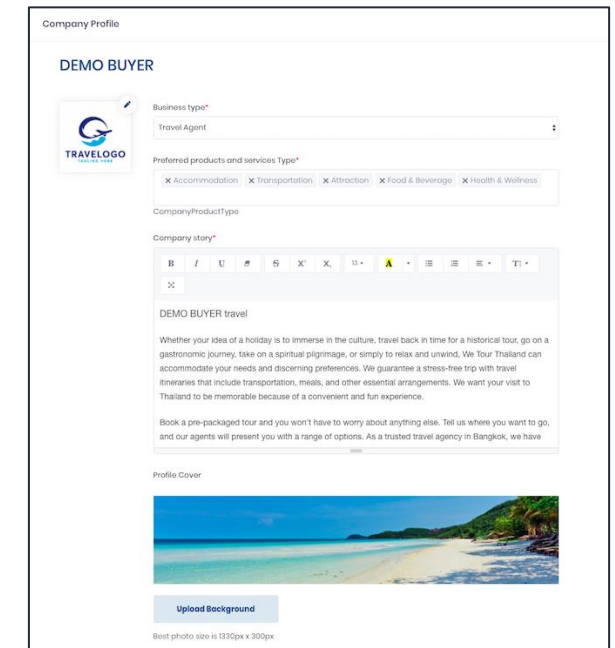 Company Profile
DEMO BUYER
TRAVELOGO
TAGLINE HERE
Business type*
Travel Agent
Preferred products and services Type*
× Accommodation × Transportation × Attraction × Food & Beverage × Health & Wellness
CompanyProductType
Company story*
B I U S X² X₂ 13 A T
DEMO BUYER travel
Whether your idea of a holiday is to immerse in the culture, travel back in time for a historical tour, go on a
gastronomic journey, take on a spiritual pilgrimage, or simply to relax and unwind, We Tour Thailand can
accommodate your needs and discerning preferences. We guarantee a stress-free trip with travel
itineraries that include transportation, meals, and other essential arrangements. We want your visit to
Thailand to be memorable because of a convenient and fun experience.
Book a pre-packaged tour and you won't have to worry about anything else. Tell us where you want to go,
and our agents will present you with a range of options. As a trusted travel agency in Bangkok, we have
Profile Cover
Upload Background
Best photo size is 1330px x 300px